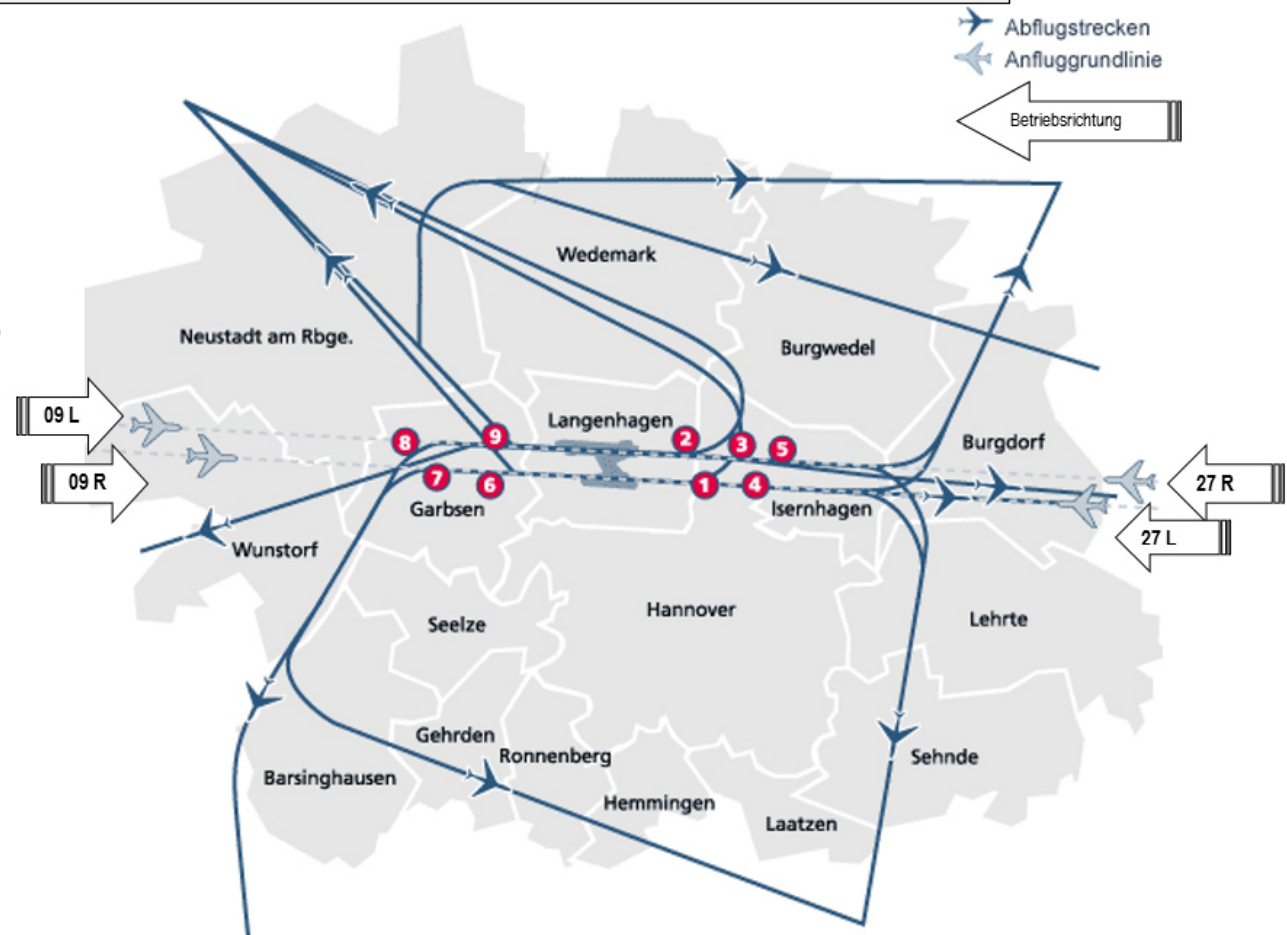 Abflugstrecken
Anfluggrundlinie
Betriebsrichtung
Wedemark
Neustadt am Rbge.
Burgwedel
09 L
Langenhagen
8
9
2
3
5
Burgdorf
09 R
7
6
1
4
27 R
Garbsen
Isernhagen
27 L
Wunstorf
Hannover
Seelze
Lehrte
Gehrden
Ronnenberg
Sehnde
Barsinghausen
Hemmingen
Laatzen